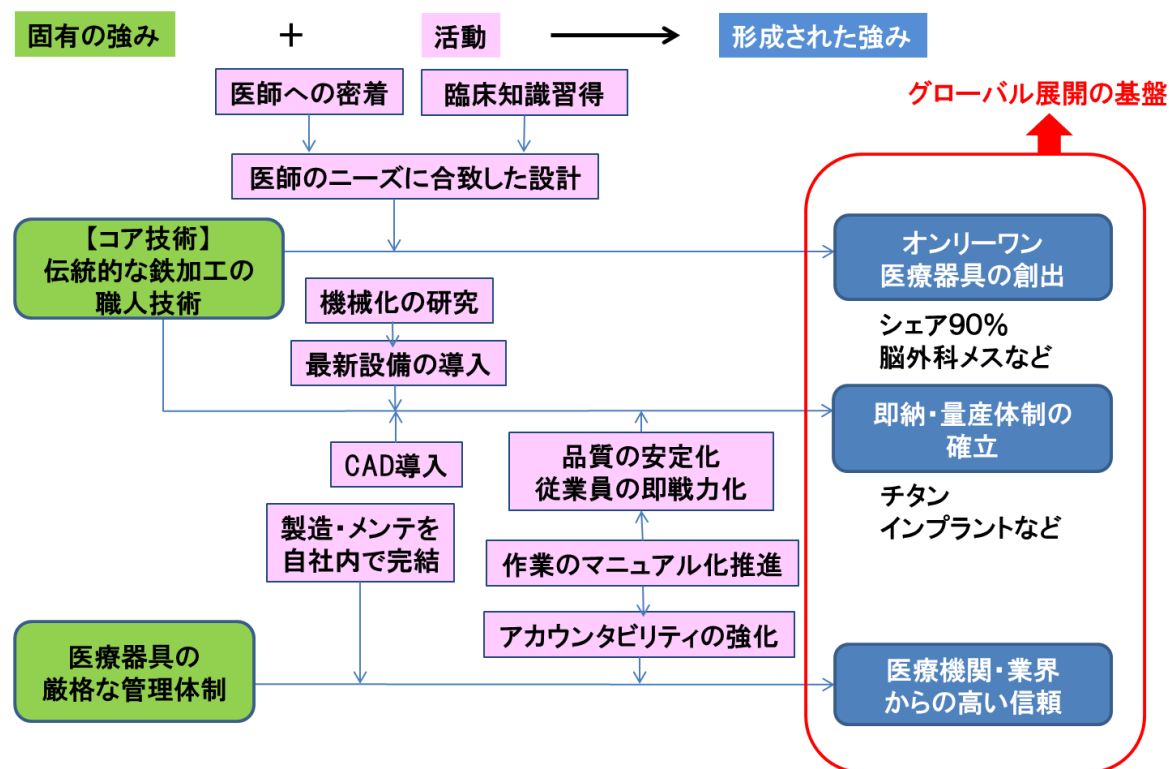 固有の強み
+
活動
形成された強み
医師への密着
臨床知識習得
グローバル展開の基盤
医師のニーズに合致した設計
【コア技術】
伝統的な鉄加工の
職人技術
オンリーワン
医療器具の創出
機械化の研究
シェア90%
脳外科メスなど
最新設備の導入
即納・量産体制の
確立
CAD導入
品質の安定化
従業員の即戦力化
チタン
インプラントなど
製造・メンテを
自社内で完結
作業のマニュアル化推進
アカウンタビリティの強化
医療器具の
厳格な管理体制
医療機関・業界
からの高い信頼